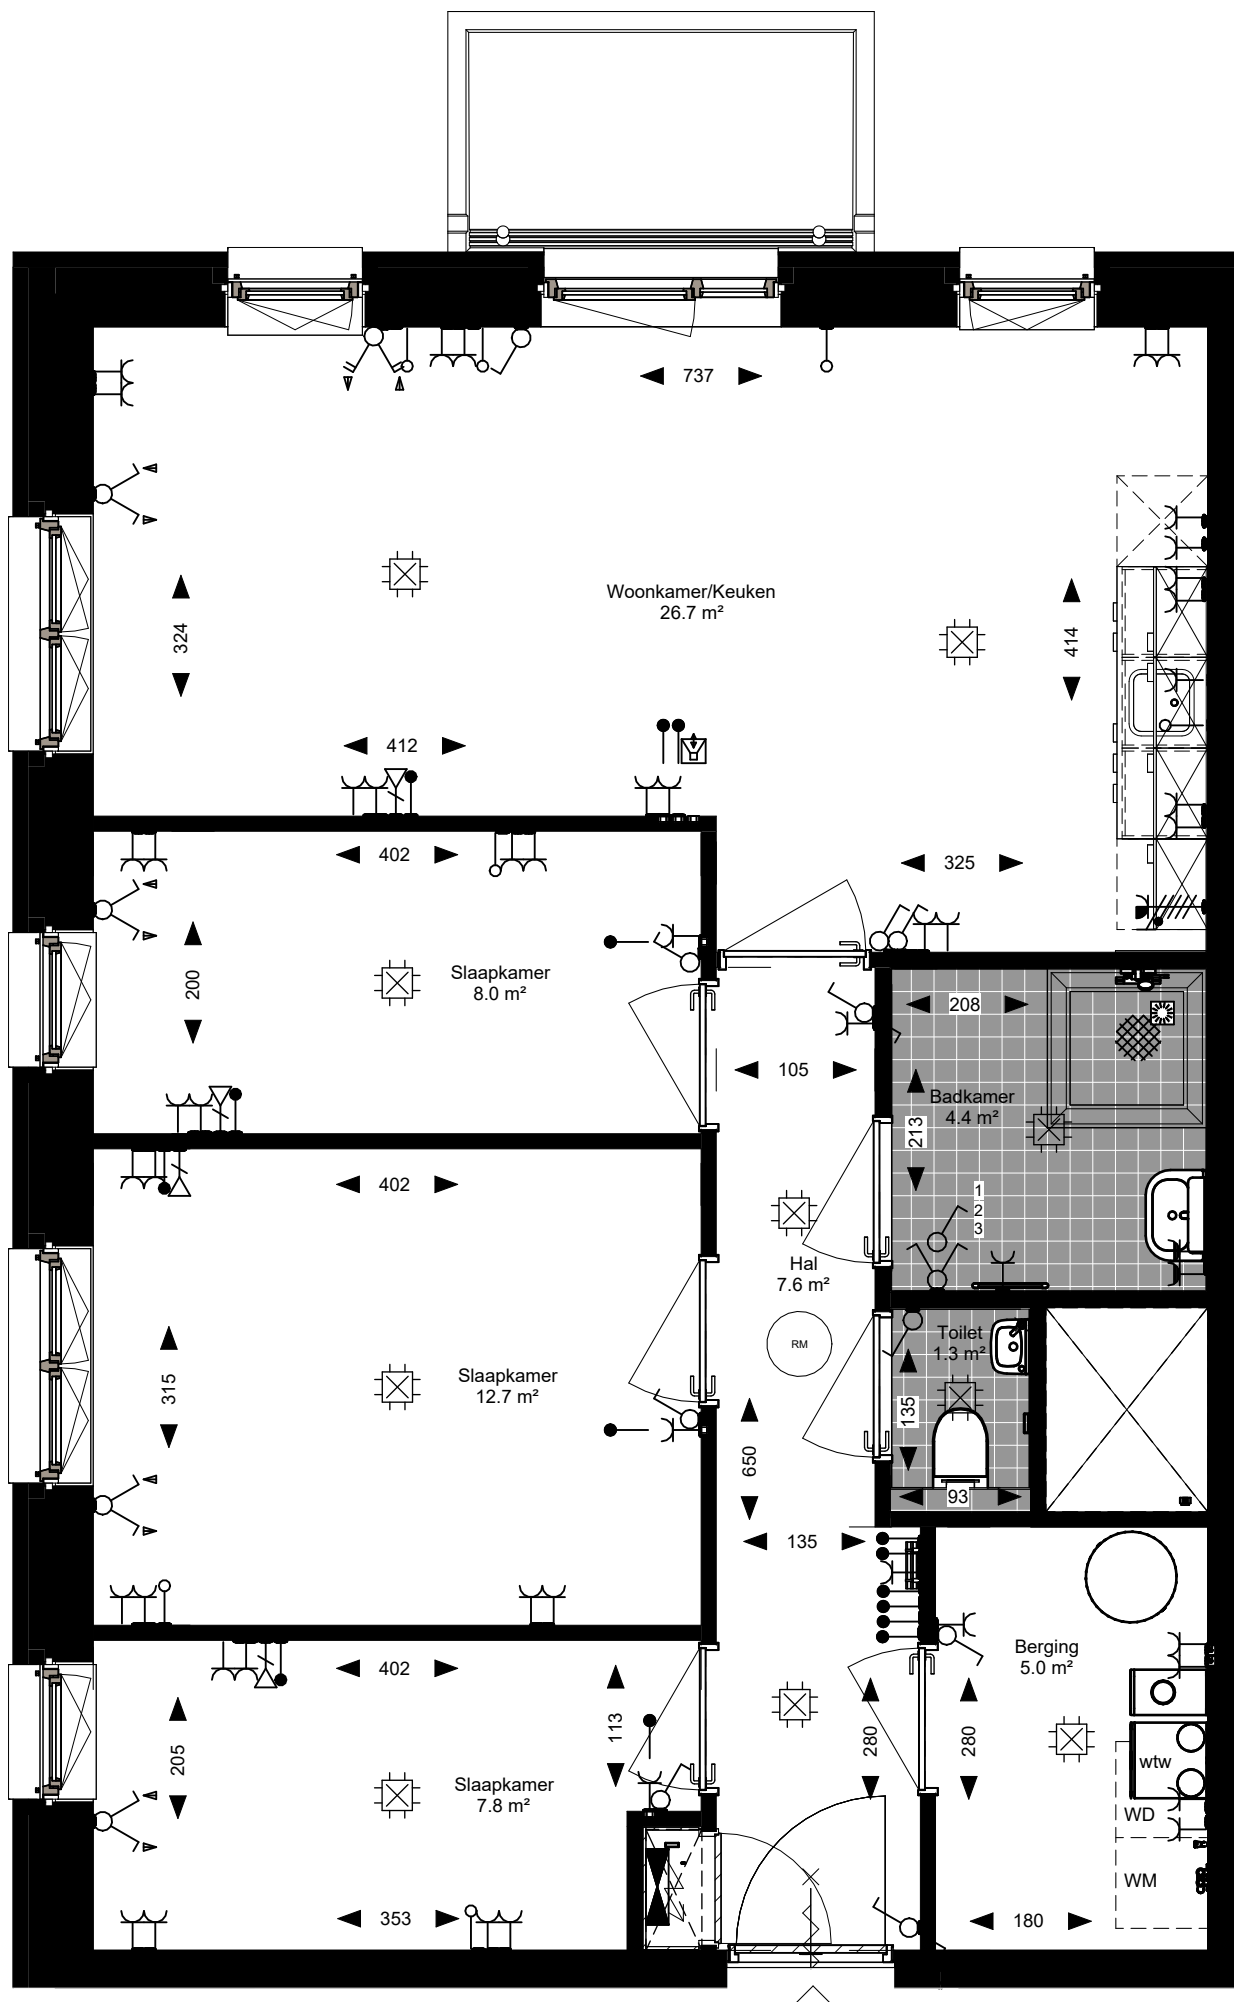 737
Woonkamer/Keuken
26.7 m²
324
414
412
402
325
Slaapkamer
8.0 m²
200
208
105
Badkamer
4.4 m²
213
402
1
2
3
Hal
7.6 m²
RM
Toilet
1.3 m²
135
Slaapkamer
12.7 m²
315
650
93
135
Berging
5.0 m²
402
113
205
280
280
Slaapkamer
7.8 m²
wtw
WD
WM
353
180